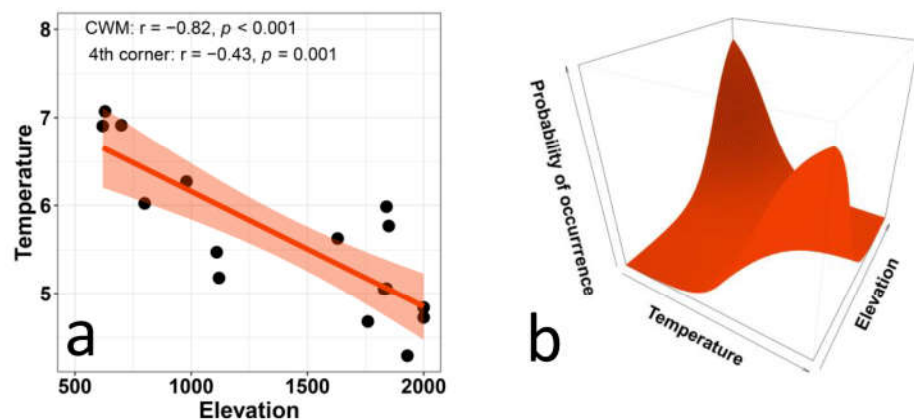 CWM: r = −0.82, p < 0.001
4th corner: r = −0.43, p = 0.001
8
7
6
5
Temperature
500
1000
1500
2000
Elevation
a
Probability of occurrrence
Temperature
Elevation
b